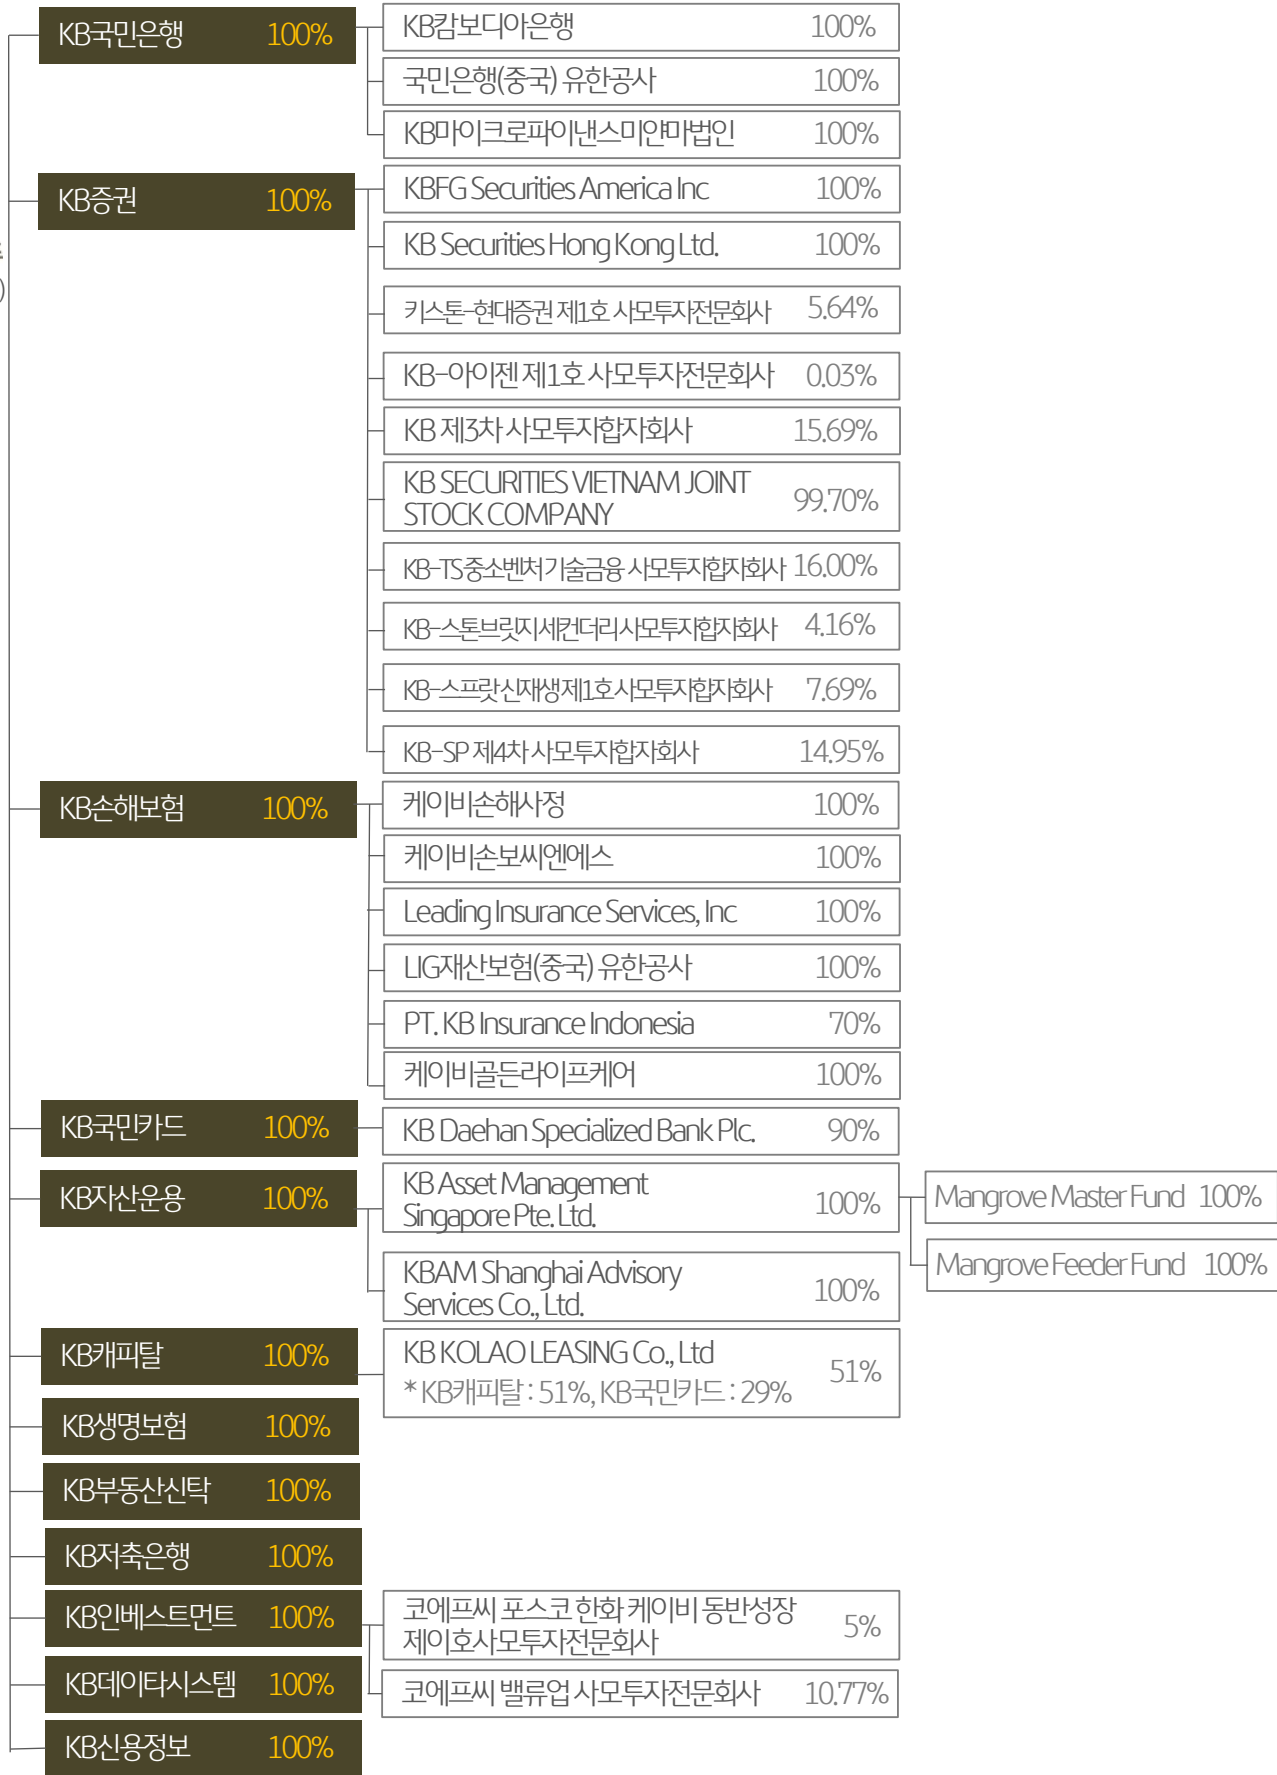 KB국민은행 100%
KB캄보디아은행 100%
국민은행(중국) 유한공사 100%
KB마이크로파이낸스미얀마법인 100%
KB증권 100%
KBFG Securities America Inc 100%
KB Securities Hong Kong Ltd. 100%
키스톤-현대증권 제1호 사모투자전문회사 5.64%
KB-아이젠 제1호 사모투자전문회사 0.03%
KB 제3차 사모투자합자회사 15.69%
KB SECURITIES VIETNAM JOINT
STOCK COMPANY 99.70%
KB-TS 중소벤처 기술금융 사모투자합자회사 16.00%
KB-스톤브릿지세컨더리사모투자합자회사 4.16%
KB-스프랏신재생제1호사모투자합자회사 7.69%
KB-SP 제4차 사모투자합자회사 14.95%
KB손해보험 100%
케이비손해사정 100%
케이비손보씨엔에스 100%
Leading Insurance Services, Inc 100%
LIG재산보험(중국) 유한공사 100%
PT. KB Insurance Indonesia 70%
케이비골든라이프케어 100%
KB국민카드 100%
KB Daehan Specialized Bank Plc. 90%
KB자산운용 100%
KB Asset Management
Singapore Pte. Ltd. 100%
Mangrove Master Fund 100%
Mangrove Feeder Fund 100%
KBAM Shanghai Advisory
Services Co., Ltd. 100%
KB캐피탈 100%
KB KOLAO LEASING Co., Ltd 51%
* KB캐피탈 : 51%, KB국민카드 : 29%
KB생명보험 100%
KB부동산신탁 100%
KB저축은행 100%
KB인베스트먼트 100%
코에프씨 포스코 한화 케이비 동반성장
제이호사모투자전문회사 5%
KB데이타시스템 100%
코에프씨 밸류업 사모투자전문회사 10.77%
KB신용정보 100%